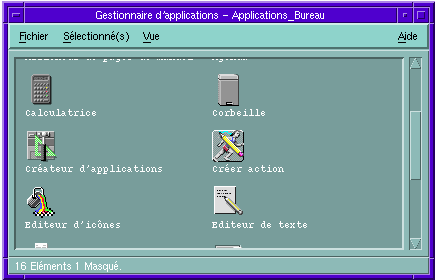 Gestionnaire d'applications – Applications_Bureau
Fichier Sélectionné(s) Vue Aide
Calculatrice Corbeille
Créateur d'applications Créer action
Editeur d'icônes Editeur de texte
16 Eléments 1 Masqué.